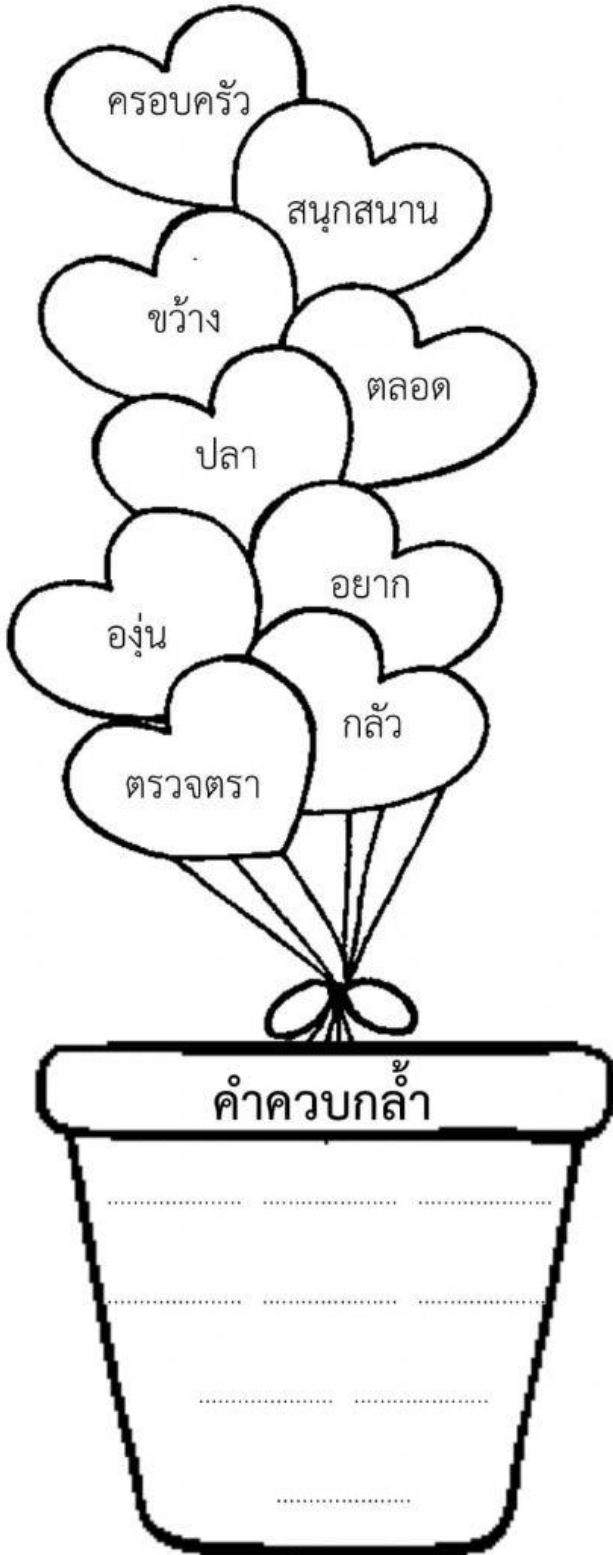 ครอบครัว
สนุกสนาน
ขว้าง
ตลอด
ปลา
อยาก
องุ่น
กลัว
ตรวจตรา
คำควบกล้ำ